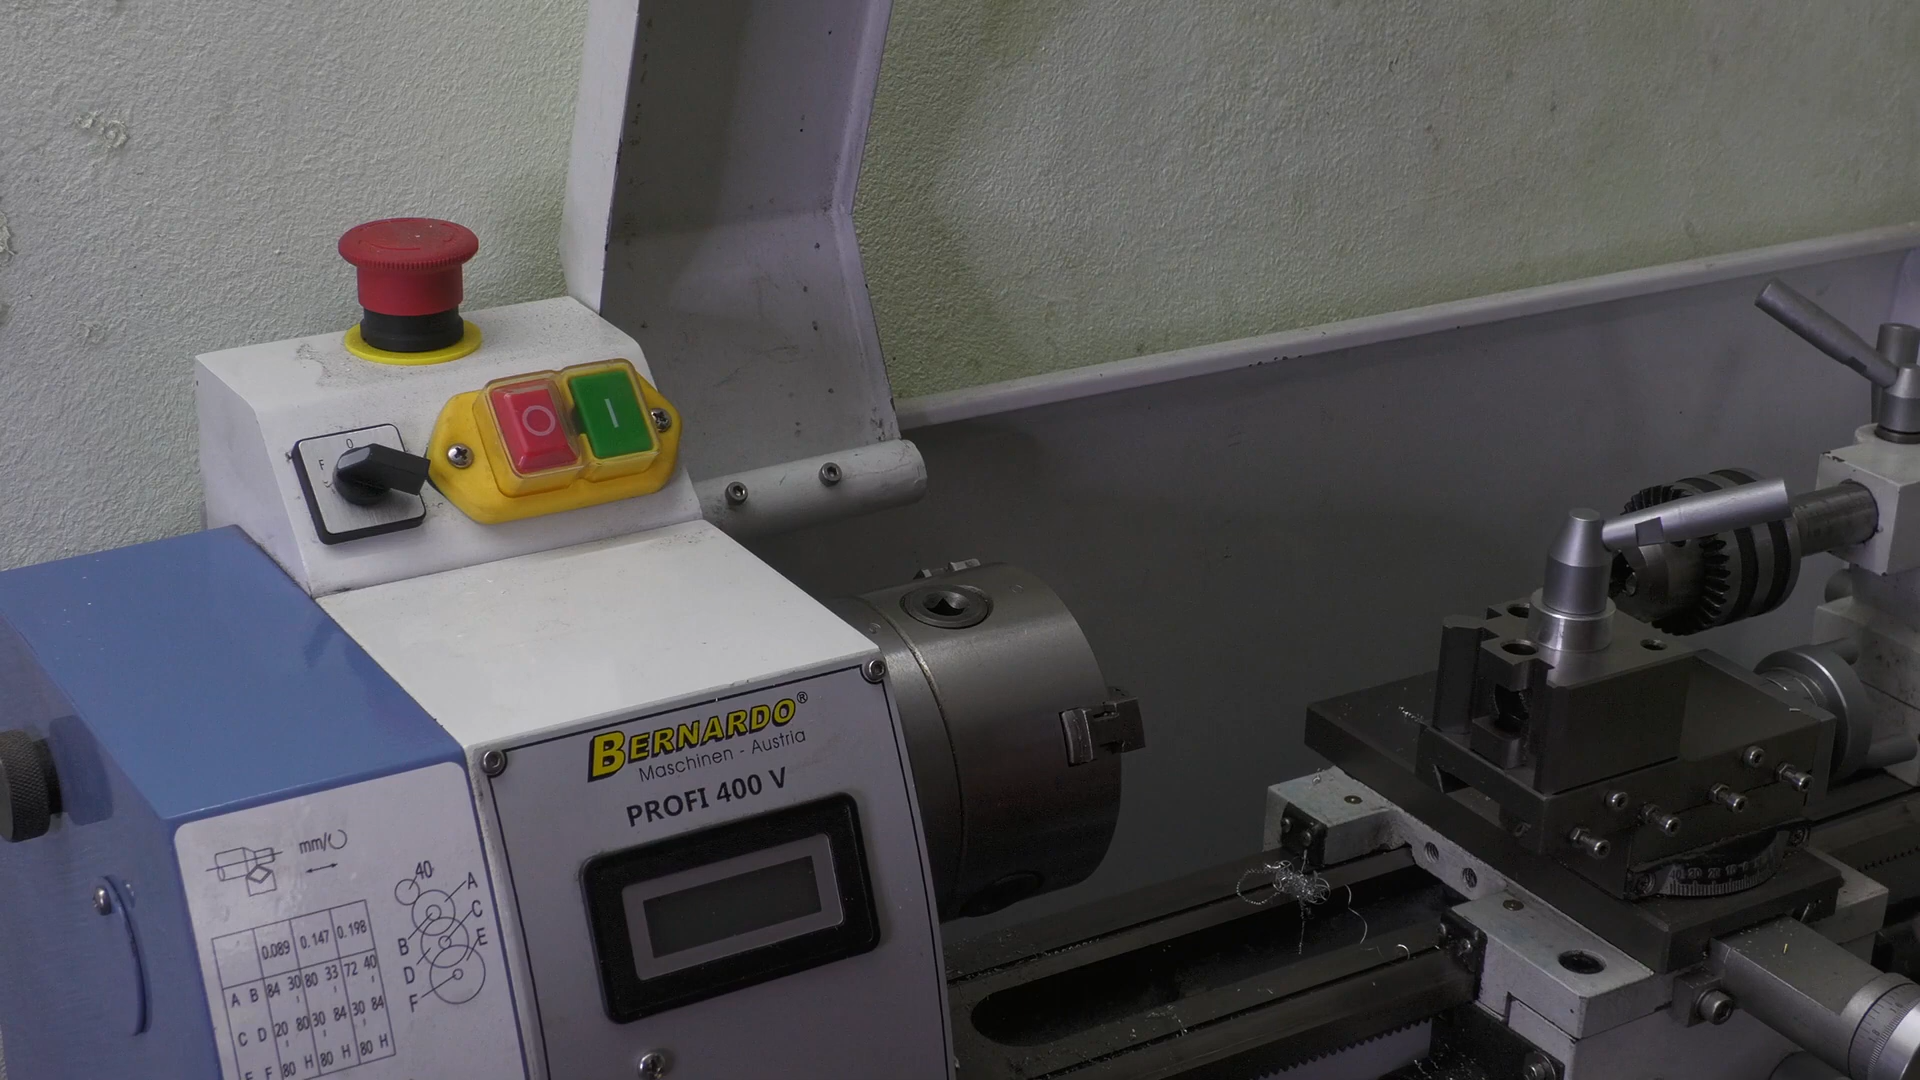 O
F
O I
BERNARDO®
Maschinen - Austria
PROFI 400 V
mm/
40
A
C
E
B
D
F
0.089 0.147 0.198
A B 84 30 80 33 72 40
C D 20 80 30 84 30 84
E F 80 H 80 H 80 H